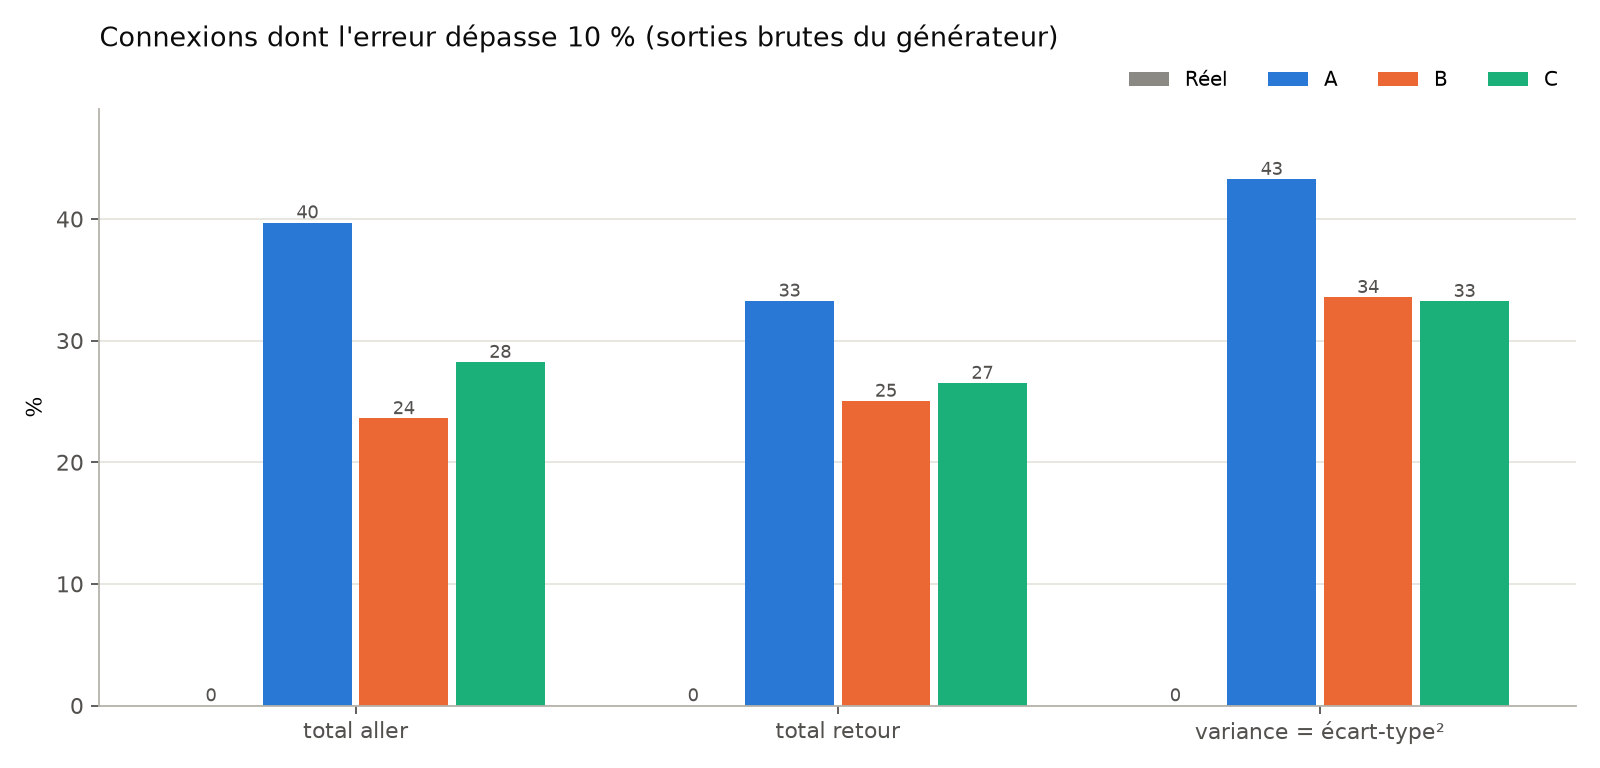 Connexions dont l'erreur dépasse 10 % (sorties brutes du générateur)
Réel A B C
%
40
30
20
10
0
0 40 24 28
0 33 25 27
0 43 34 33
total aller total retour variance = écart-type²